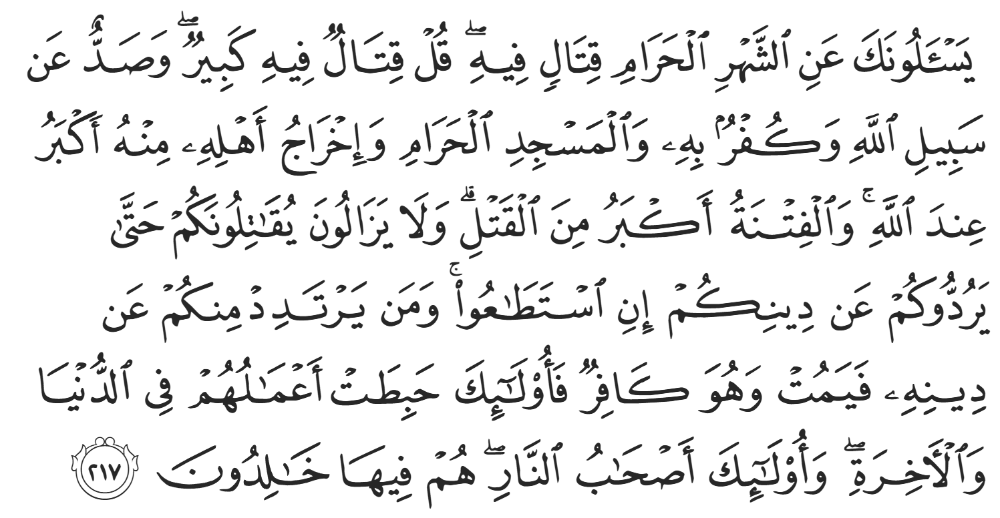 يَسْـَٔلُونَكَ عَنِ ٱلشَّهْرِ ٱلْحَرَامِ قِتَالٍ فِيهِ ۖ قُلْ قِتَالٌ فِيهِ كَبِيرٌ ۖ وَصَدٌّ عَن
سَبِيلِ ٱللَّهِ وَكُفْرٌۢ بِهِۦ وَٱلْمَسْجِدِ ٱلْحَرَامِ وَإِخْرَاجُ أَهْلِهِۦ مِنْهُ أَكْبَرُ
عِندَ ٱللَّهِ ۚ وَٱلْفِتْنَةُ أَكْبَرُ مِنَ ٱلْقَتْلِ ۗ وَلَا يَزَالُونَ يُقَـٰتِلُونَكُمْ حَتَّىٰ
يَرُدُّوكُمْ عَن دِينِكُمْ إِنِ ٱسْتَطَـٰعُوا۟ ۚ وَمَن يَرْتَدِدْ مِنكُمْ عَن
دِينِهِۦ فَيَمُتْ وَهُوَ كَافِرٌ فَأُو۟لَـٰٓئِكَ حَبِطَتْ أَعْمَـٰلُهُمْ فِى ٱلدُّنْيَا
وَٱلْـَٔاخِرَةِ ۖ وَأُو۟لَـٰٓئِكَ أَصْحَـٰبُ ٱلنَّارِ ۖ هُمْ فِيهَا خَـٰلِدُونَ ٢١٧